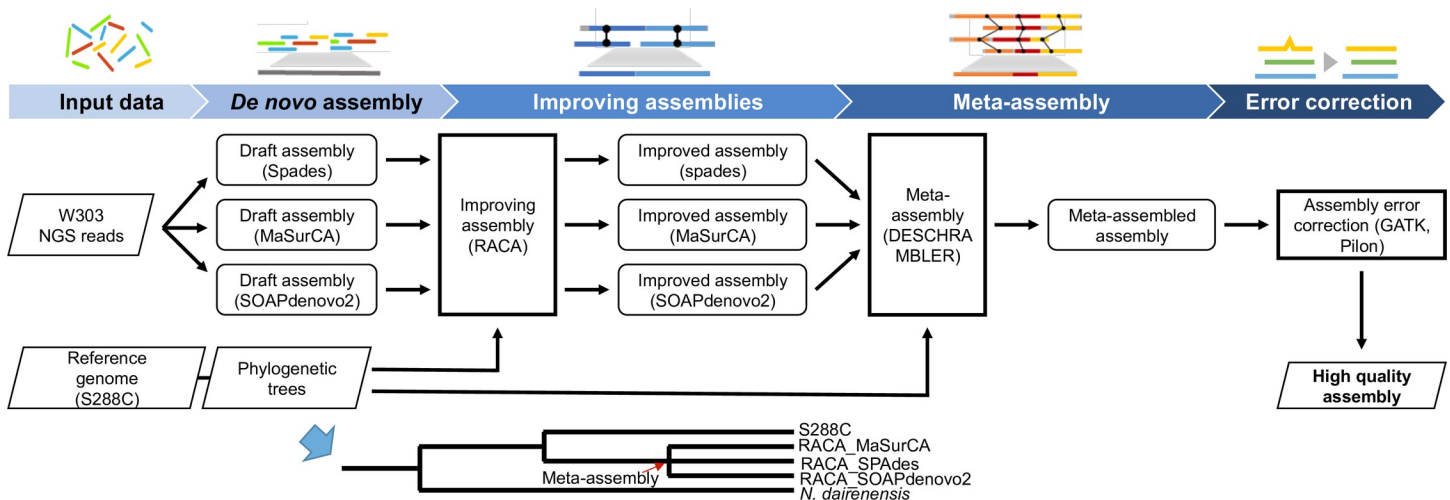 Input data
De novo assembly
Improving assemblies
Meta-assembly
Error correction
W303
NGS reads
Draft assembly
(Spades)
Draft assembly
(MaSurCA)
Draft assembly
(SOAPdenovo2)
Improving
assembly
(RACA)
Improved assembly
(spades)
Improved assembly
(MaSurCA)
Improved assembly
(SOAPdenovo2)
Meta-
assembly
(DESCHRA
MBLER)
Meta-assembled
assembly
Assembly error
correction (GATK,
Pilon)
Reference
genome
(S288C)
Phylogenetic
trees
High quality
assembly
S288C
RACA_MaSurCA
RACA_SPAdes
Meta-assembly
RACA_SOAPdenovo2
N. dairenensis